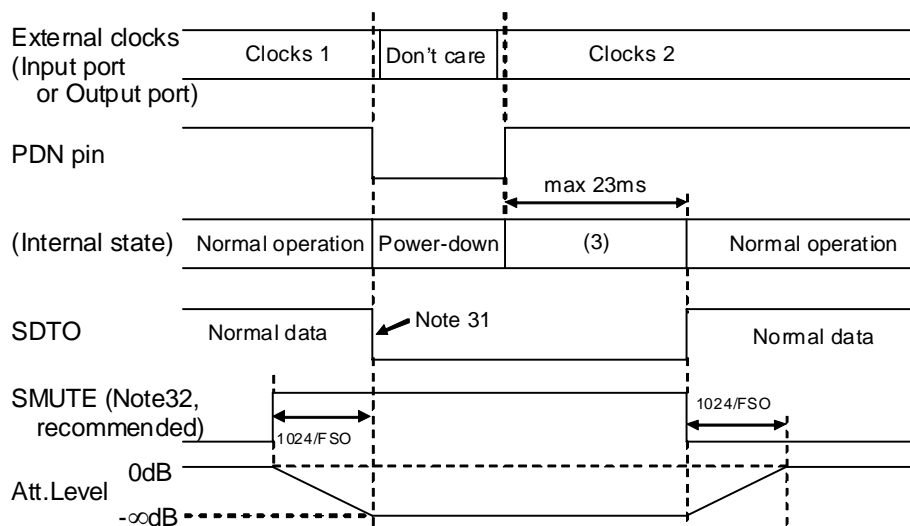 External clocks
(Input port
or Output port)
Clocks 1
Don't care
Clocks 2
PDN pin
max 23ms
(Internal state)
Normal operation
Power-down
(3)
Normal operation
SDTO
Normal data
Note 31
Normal data
SMUTE (Note32,
recommended)
1024/FSO
1024/FSO
Att.Level
0dB
-∞dB